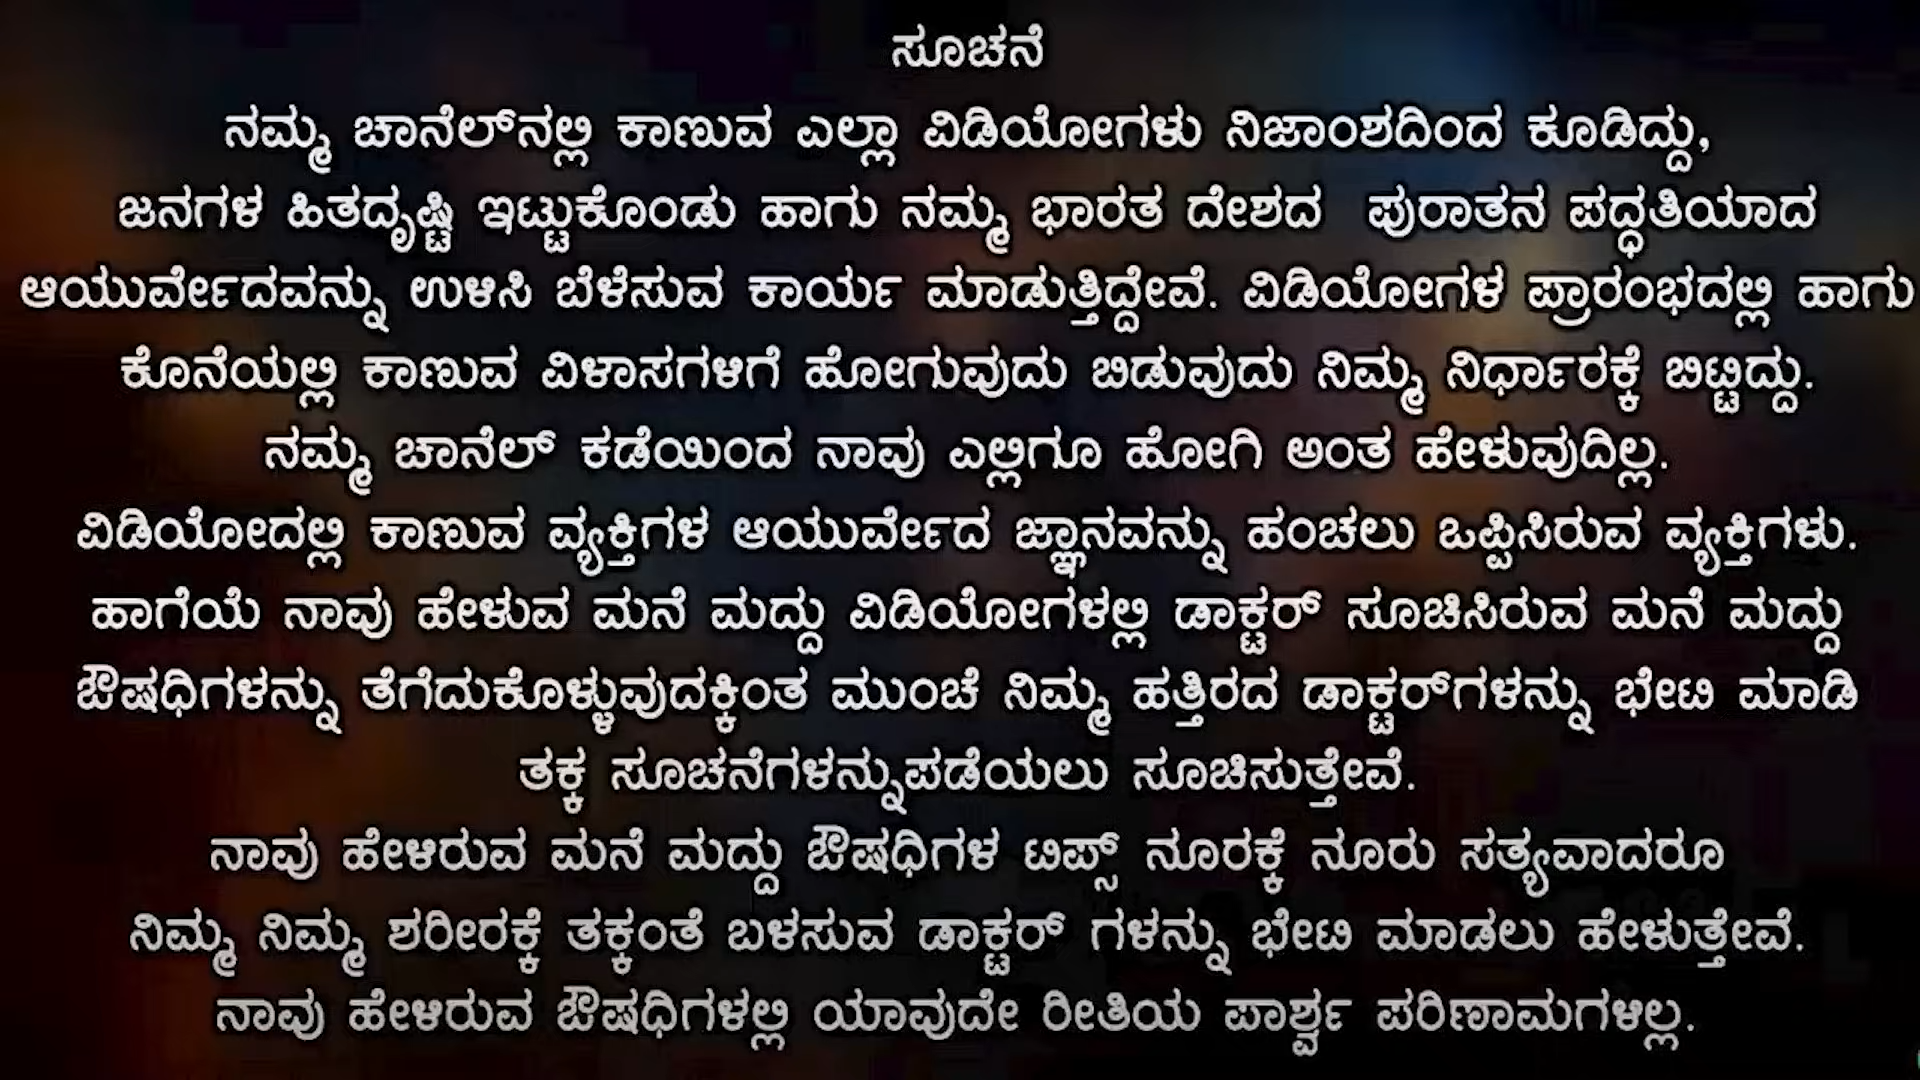 ಸೂಚನೆ
ನಮ್ಮ ಚಾನೆಲ್‌ನಲ್ಲಿ ಕಾಣುವ ಎಲ್ಲಾ ವಿಡಿಯೋಗಳು ನಿಜಾಂಶದಿಂದ ಕೂಡಿದ್ದು,
ಜನಗಳ ಹಿತದೃಷ್ಟಿ ಇಟ್ಟುಕೊಂಡು ಹಾಗು ನಮ್ಮ ಭಾರತ ದೇಶದ ಪುರಾತನ ಪದ್ಧತಿಯಾದ
ಆಯುರ್ವೇದವನ್ನು ಉಳಿಸಿ ಬೆಳೆಸುವ ಕಾರ್ಯ ಮಾಡುತ್ತಿದ್ದೇವೆ. ವಿಡಿಯೋಗಳ ಪ್ರಾರಂಭದಲ್ಲಿ ಹಾಗು
ಕೊನೆಯಲ್ಲಿ ಕಾಣುವ ವಿಳಾಸಗಳಿಗೆ ಹೋಗುವುದು ಬಿಡುವುದು ನಿಮ್ಮ ನಿರ್ಧಾರಕ್ಕೆ ಬಿಟ್ಟಿದ್ದು.
ನಮ್ಮ ಚಾನೆಲ್ ಕಡೆಯಿಂದ ನಾವು ಎಲ್ಲಿಗೂ ಹೋಗಿ ಅಂತ ಹೇಳುವುದಿಲ್ಲ.
ವಿಡಿಯೋದಲ್ಲಿ ಕಾಣುವ ವ್ಯಕ್ತಿಗಳ ಆಯುರ್ವೇದ ಜ್ಞಾನವನ್ನು ಹಂಚಲು ಒಪ್ಪಿಸಿರುವ ವ್ಯಕ್ತಿಗಳು.
ಹಾಗೆಯೆ ನಾವು ಹೇಳುವ ಮನೆ ಮದ್ದು ವಿಡಿಯೋಗಳಲ್ಲಿ ಡಾಕ್ಟರ್ ಸೂಚಿಸಿರುವ ಮನೆ ಮದ್ದು
ಔಷಧಿಗಳನ್ನು ತೆಗೆದುಕೊಳ್ಳುವುದಕ್ಕಿಂತ ಮುಂಚೆ ನಿಮ್ಮ ಹತ್ತಿರದ ಡಾಕ್ಟರ್‌ಗಳನ್ನು ಭೇಟಿ ಮಾಡಿ
ತಕ್ಕ ಸೂಚನೆಗಳನ್ನುಪಡೆಯಲು ಸೂಚಿಸುತ್ತೇವೆ.
ನಾವು ಹೇಳಿರುವ ಮನೆ ಮದ್ದು ಔಷಧಿಗಳ ಟಿಪ್ಸ್ ನೂರಕ್ಕೆ ನೂರು ಸತ್ಯವಾದರೂ
ನಿಮ್ಮ ನಿಮ್ಮ ಶರೀರಕ್ಕೆ ತಕ್ಕಂತೆ ಬಳಸುವ ಡಾಕ್ಟರ್ ಗಳನ್ನು ಭೇಟಿ ಮಾಡಲು ಹೇಳುತ್ತೇವೆ.
ನಾವು ಹೇಳಿರುವ ಔಷಧಿಗಳಲ್ಲಿ ಯಾವುದೇ ರೀತಿಯ ಪಾರ್ಶ್ವ ಪರಿಣಾಮಗಳಿಲ್ಲ.